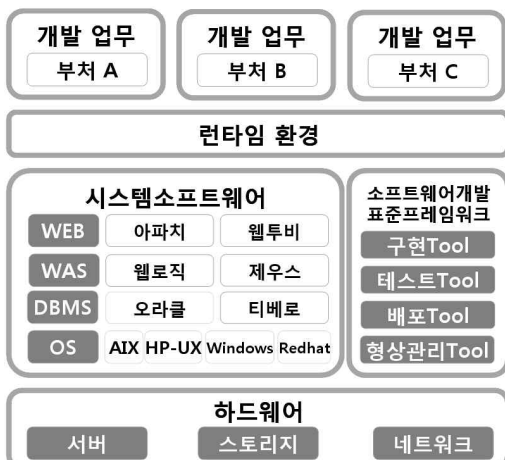 개발 업무
부처 A
개발 업무
부처 B
개발 업무
부처 C
런타임 환경
시스템소프트웨어
WEB 아파치 웹투비
WAS 웹로직 제우스
DBMS 오라클 티베로
OS AIX HP-UX Windows Redhat
소프트웨어개발
표준프레임워크
구현Tool
테스트Tool
배포Tool
형상관리Tool
하드웨어
서버 스토리지 네트워크